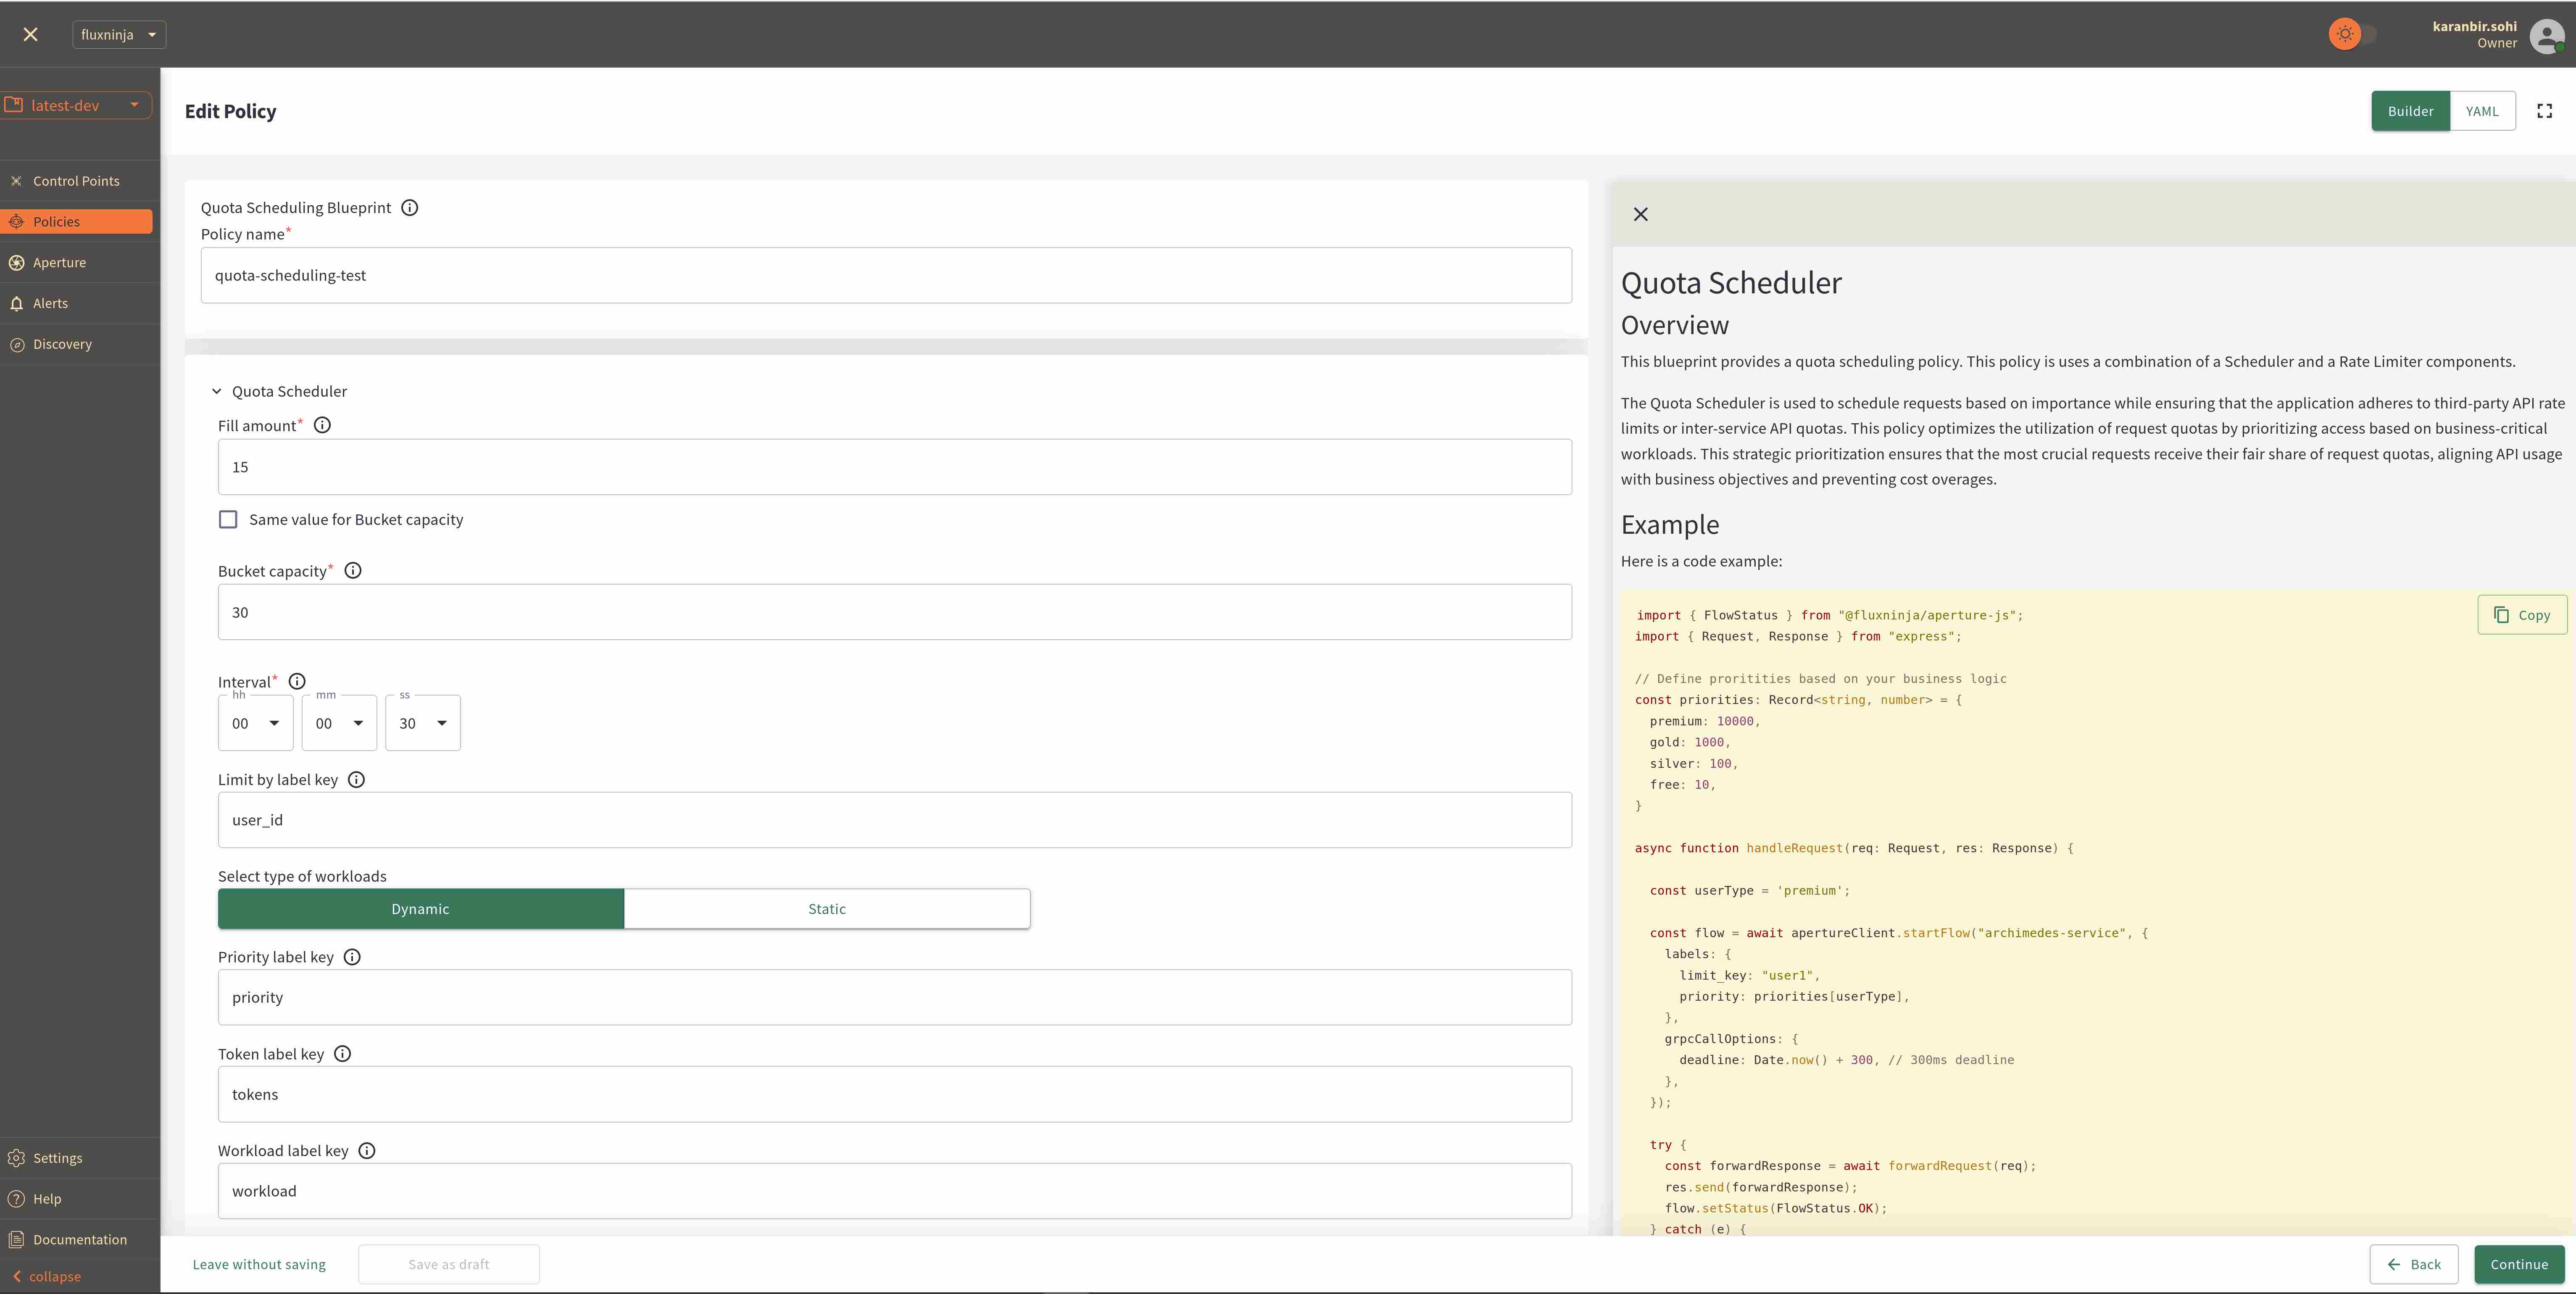 fluxninja
karanbir.sohi
Owner
latest-dev
Control Points
Policies
Aperture
Alerts
Discovery
Settings
Help
Documentation
collapse
Edit Policy
Builder
YAML
Quota Scheduling Blueprint
Policy name*
quota-scheduling-test
Quota Scheduler
Fill amount*
15
Same value for Bucket capacity
Bucket capacity*
30
Interval*
hh mm ss
00 00 30
Limit by label key
user_id
Select type of workloads
Dynamic Static
Priority label key
priority
Token label key
tokens
Workload label key
workload
Leave without saving
Save as draft
Quota Scheduler
Overview
This blueprint provides a quota scheduling policy. This policy is uses a combination of a Scheduler and a Rate Limiter components.
The Quota Scheduler is used to schedule requests based on importance while ensuring that the application adheres to third-party API rate
limits or inter-service API quotas. This policy optimizes the utilization of request quotas by prioritizing access based on business-critical
workloads. This strategic prioritization ensures that the most crucial requests receive their fair share of request quotas, aligning API usage
with business objectives and preventing cost overages.
Example
Here is a code example:
Copy
import { FlowStatus } from "@fluxninja/aperture-js";
import { Request, Response } from "express";
// Define proritities based on your business logic
const priorities: Record<string, number> = {
premium: 10000,
gold: 1000,
silver: 100,
free: 10,
}
async function handleRequest(req: Request, res: Response) {
const userType = 'premium';
const flow = await apertureClient.startFlow("archimedes-service", {
labels: {
limit_key: "user1",
priority: priorities[userType],
},
grpcCallOptions: {
deadline: Date.now() + 300, // 300ms deadline
},
});
try {
const forwardResponse = await forwardRequest(req);
res.send(forwardResponse);
flow.setStatus(FlowStatus.OK);
} catch (e) {
Back
Continue